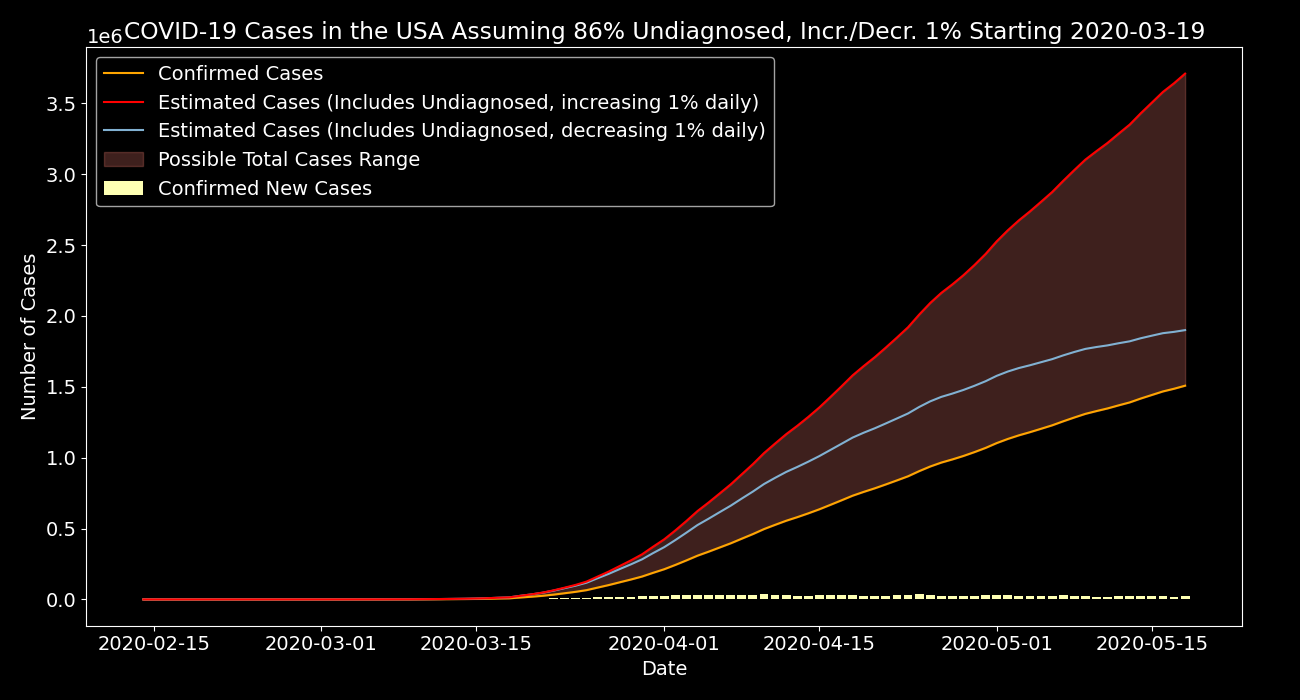 COVID-19 Cases in the USA Assuming 86% Undiagnosed, Incr./Decr. 1% Starting 2020-03-19
1e6
Confirmed Cases
Estimated Cases (Includes Undiagnosed, increasing 1% daily)
Estimated Cases (Includes Undiagnosed, decreasing 1% daily)
Possible Total Cases Range
Confirmed New Cases
Number of Cases
3.5
3.0
2.5
2.0
1.5
1.0
0.5
0.0
2020-02-15 2020-03-01 2020-03-15 2020-04-01 2020-04-15 2020-05-01 2020-05-15
Date